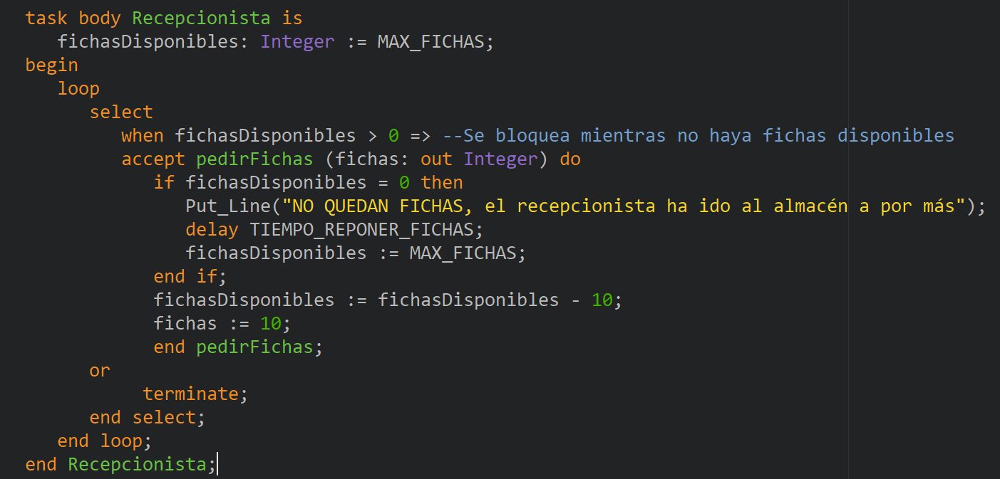 task body Recepcionista is
   fichasDisponibles: Integer := MAX_FICHAS;
begin
   loop
      select
         when fichasDisponibles > 0 => --Se bloquea mientras no haya fichas disponibles
         accept pedirFichas (fichas: out Integer) do
            if fichasDisponibles = 0 then
               Put_Line("NO QUEDAN FICHAS, el recepcionista ha ido al almacén a por más");
               delay TIEMPO_REPONER_FICHAS;
               fichasDisponibles := MAX_FICHAS;
            end if;
            fichasDisponibles := fichasDisponibles - 10;
            fichas := 10;
            end pedirFichas;
      or
           terminate;
      end select;
   end loop;
end Recepcionista;